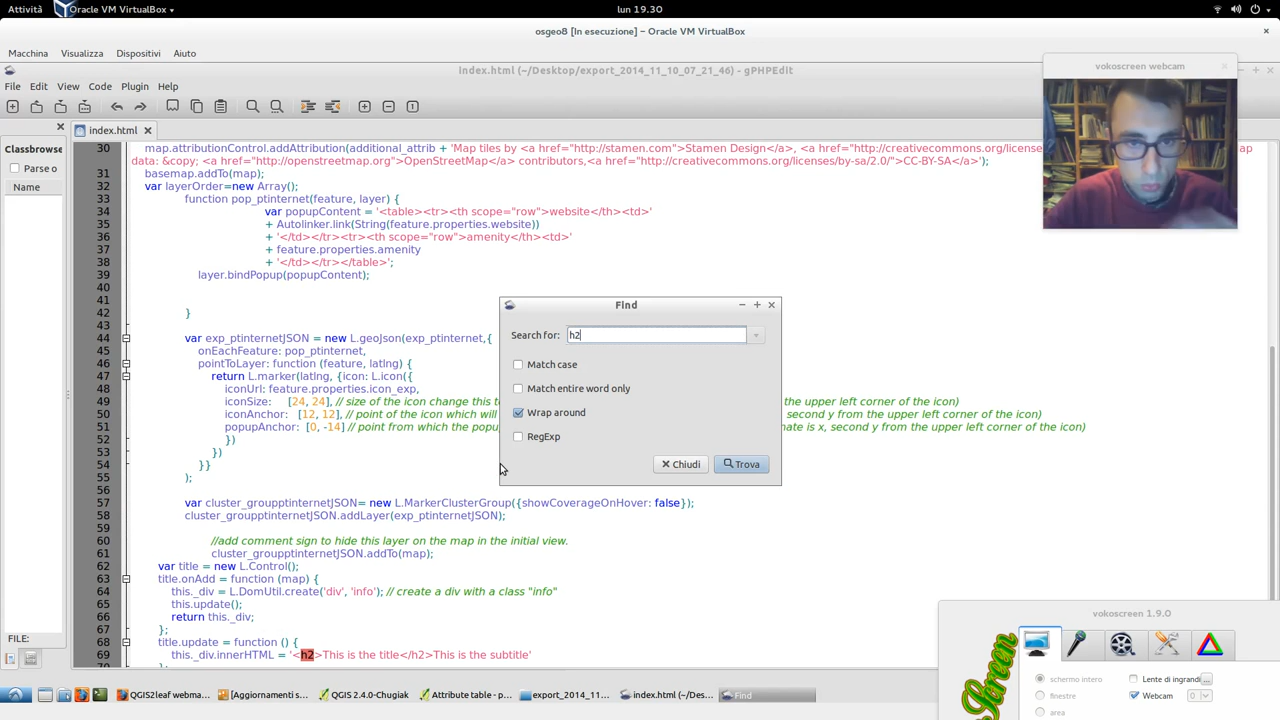 Attività Oracle VM VirtualBox lun 19.30
osgeo8 [In esecuzione] – Oracle VM VirtualBox
Macchina Visualizza Dispositivi Aiuto
index.html (~/Desktop/export_2014_11_10_07_21_46) - gPHPEdit
vokoscreen webcam
File Edit View Code Plugin Help
Classbrowse
index.html
Parse o
Name
30 map.attributionControl.addAttribution(additional_attrib + 'Map tiles by <a href="http://stamen.com">Stamen Design</a>, <a href="http://creativecommons.org/licens
data: &copy; <a href="http://openstreetmap.org">OpenStreetMap</a> contributors,<a href="http://creativecommons.org/licenses/by-sa/2.0/">CC-BY-SA</a>');
31 basemap.addTo(map);
32 var layerOrder=new Array();
33 function pop_ptinternet(feature, layer) {
34 var popupContent = '<table><tr><th scope="row">website</th><td>'
35 + Autolinker.link(String(feature.properties.website))
36 + '</td></tr><tr><th scope="row">amenity</th><td>'
37 + feature.properties.amenity
38 + '</td></tr></table>';
39 layer.bindPopup(popupContent);
40
41
42 }
43
44 var exp_ptinternetJSON = new L.geoJson(exp_ptinternet,{
45 onEachFeature: pop_ptinternet,
46 pointToLayer: function (feature, latlng) {
47 return L.marker(latlng, {icon: L.icon({
48 iconUrl: feature.properties.icon_exp,
49 iconSize: [24, 24], // size of the icon change this to the upper left corner of the icon)
50 iconAnchor: [12, 12], // point of the icon which will second y from the upper left corner of the icon)
51 popupAnchor: [0, -14] // point from which the popu nate is x, second y from the upper left corner of the icon)
52 })
53 })
54 }}
55 );
56
57 var cluster_groupptinternetJSON= new L.MarkerClusterGroup({showCoverageOnHover: false});
58 cluster_groupptinternetJSON.addLayer(exp_ptinternetJSON);
59
60 //add comment sign to hide this layer on the map in the initial view.
61 cluster_groupptinternetJSON.addTo(map);
62 var title = new L.Control();
63 title.onAdd = function (map) {
64 this._div = L.DomUtil.create('div', 'info'); // create a div with a class "info"
65 this.update();
66 return this._div;
67 };
68 title.update = function () {
69 this._div.innerHTML = '<h2>This is the title</h2>This is the subtitle'
Find
Search for: h2
Match case
Match entire word only
Wrap around
RegExp
Chiudi Trova
FILE:
vokoscreen 1.9.0
Screen
schermo intero Lente di ingrandi ...
finestre Webcam 0
area
QGIS2leaf webma... [Aggiornamenti s... QGIS 2.4.0-Chugiak Attribute table - p... export_2014_11_... index.html (~/Des... Find